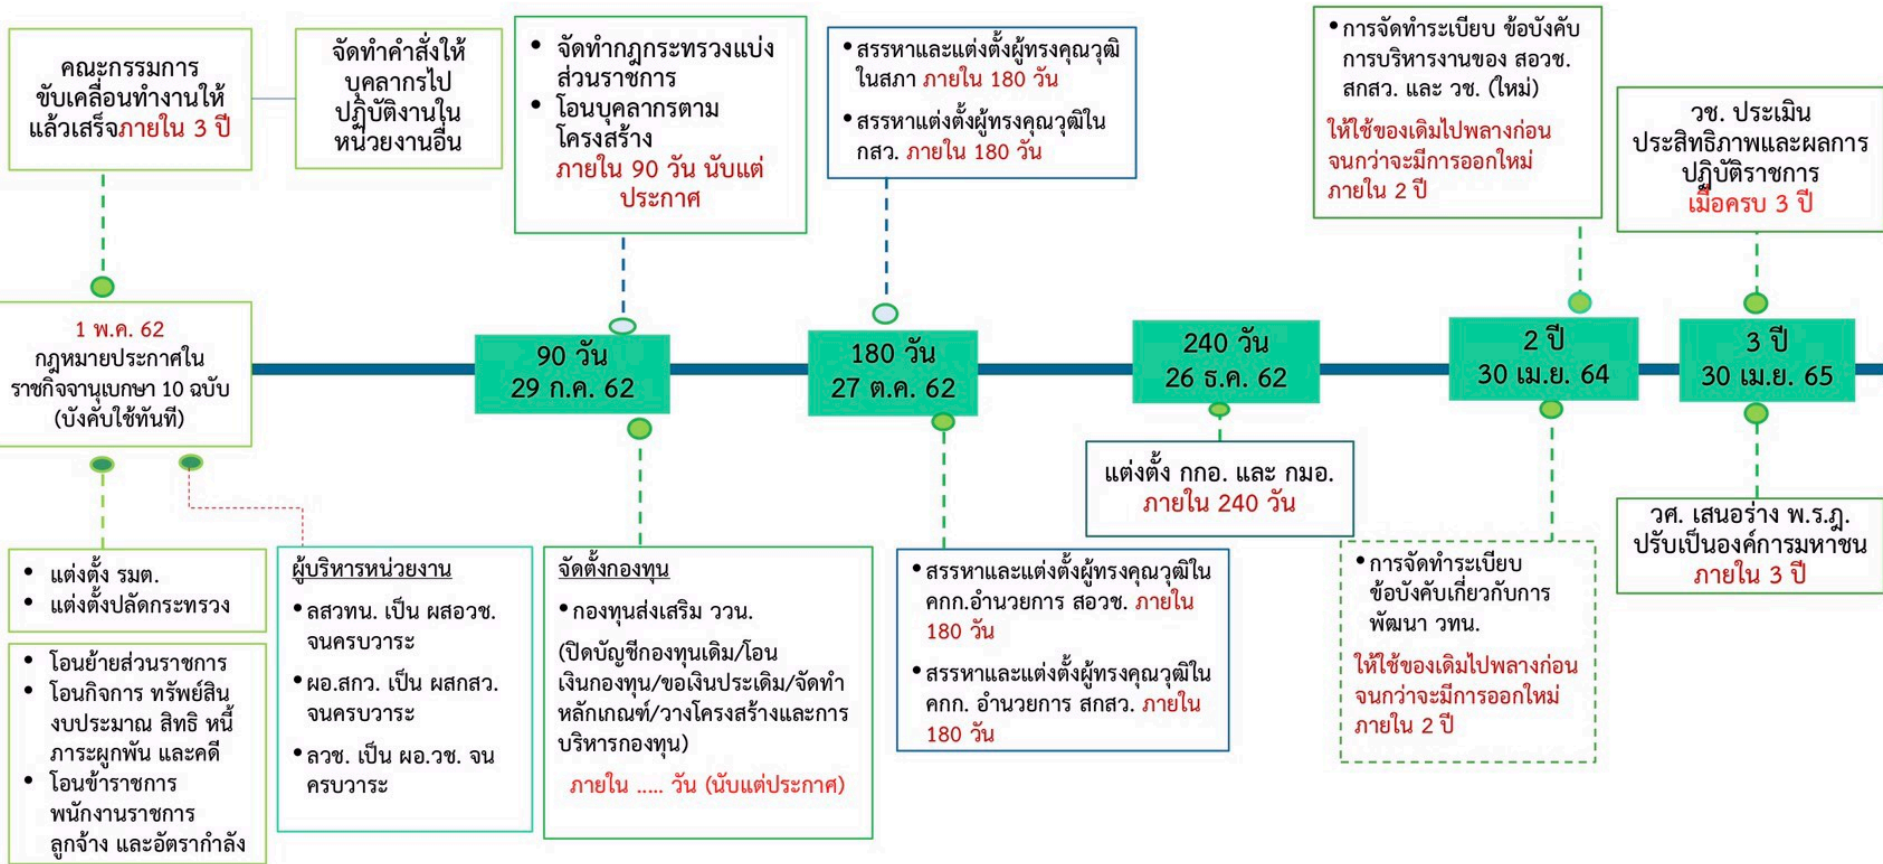 คณะกรรมการ
ขับเคลื่อนทำงานให้
แล้วเสร็จภายใน 3 ปี
จัดทำคำสั่งให้
บุคลากรไป
ปฏิบัติงานใน
หน่วยงานอื่น
• จัดทำกฎกระทรวงแบ่ง
ส่วนราชการ
• โอนบุคลากรตาม
โครงสร้าง
ภายใน 90 วัน นับแต่
ประกาศ
• สรรหาและแต่งตั้งผู้ทรงคุณวุฒิ
ในสภา ภายใน 180 วัน
• สรรหาแต่งตั้งผู้ทรงคุณวุฒิใน
กสว. ภายใน 180 วัน
• การจัดทำระเบียบ ข้อบังคับ
การบริหารงานของ สอวช.
สกสว. และ วช. (ใหม่)
ให้ใช้ของเดิมไปพลางก่อน
จนกว่าจะมีการออกใหม่
ภายใน 2 ปี
วช. ประเมิน
ประสิทธิภาพและผลการ
ปฏิบัติราชการ
เมื่อครบ 3 ปี
1 พ.ค. 62
กฎหมายประกาศใน
ราชกิจจานุเบกษา 10 ฉบับ
(บังคับใช้ทันที)
90 วัน
29 ก.ค. 62
180 วัน
27 ต.ค. 62
240 วัน
26 ธ.ค. 62
2 ปี
30 เม.ย. 64
3 ปี
30 เม.ย. 65
• แต่งตั้ง รมต.
• แต่งตั้งปลัดกระทรวง
• โอนย้ายส่วนราชการ
• โอนกิจการ ทรัพย์สิน
งบประมาณ สิทธิ หนี้
ภาระผูกพัน และคดี
• โอนข้าราชการ
พนักงานราชการ
ลูกจ้าง และอัตรากำลัง
ผู้บริหารหน่วยงาน
• ลสวทน. เป็น ผสอวช.
จนครบวาระ
• ผอ.สกว. เป็น ผสกสว.
จนครบวาระ
• ลวช. เป็น ผอ.วช. จน
ครบวาระ
จัดตั้งกองทุน
• กองทุนส่งเสริม ววน.
(ปิดบัญชีกองทุนเดิม/โอน
เงินกองทุน/ขอเงินประเดิม/จัดทำ
หลักเกณฑ์/วางโครงสร้างและการ
บริหารกองทุน)
ภายใน ..... วัน (นับแต่ประกาศ)
• สรรหาและแต่งตั้งผู้ทรงคุณวุฒิใน
คกก.อำนวยการ สอวช. ภายใน
180 วัน
• สรรหาและแต่งตั้งผู้ทรงคุณวุฒิใน
คกก. อำนวยการ สกสว. ภายใน
180 วัน
แต่งตั้ง กกอ. และ กมอ.
ภายใน 240 วัน
• การจัดทำระเบียบ
ข้อบังคับเกี่ยวกับการ
พัฒนา วทน.
ให้ใช้ของเดิมไปพลางก่อน
จนกว่าจะมีการออกใหม่
ภายใน 2 ปี
วศ. เสนอร่าง พ.ร.ฎ.
ปรับเป็นองค์การมหาชน
ภายใน 3 ปี